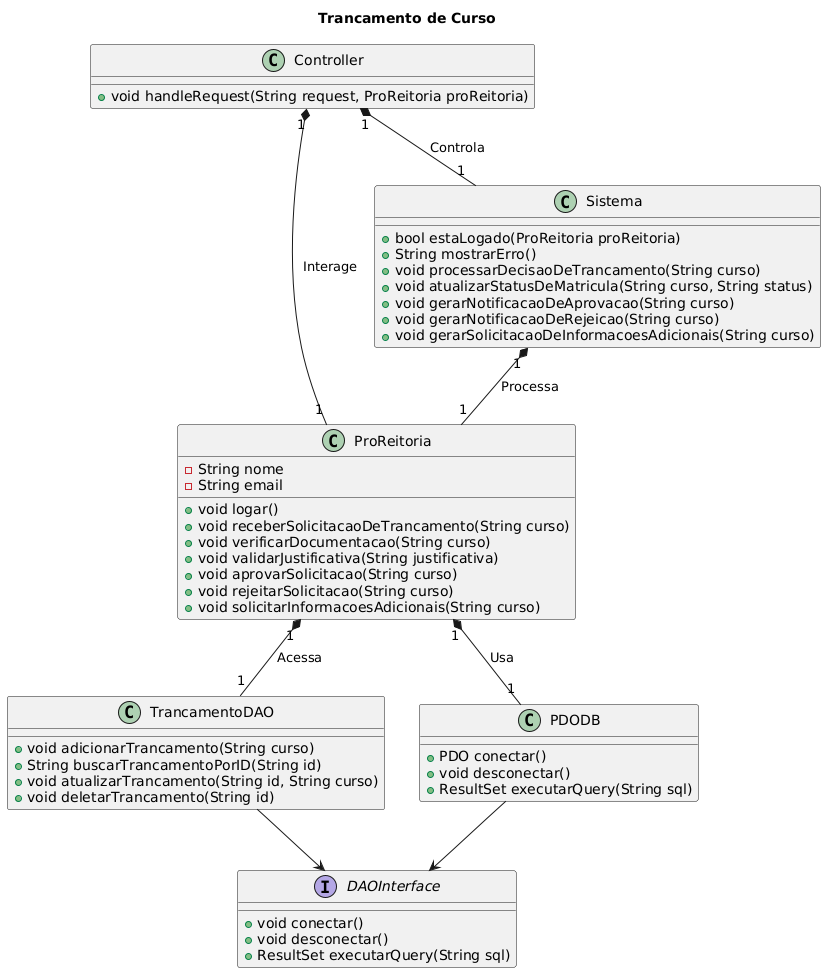 Trancamento de Curso
C Controller
void handleRequest(String request, ProReitoria proReitoria)
1
1
Controla
1
C Sistema
bool estaLogado(ProReitoria proReitoria)
String mostrarErro()
void processarDecisaoDeTrancamento(String curso)
void atualizarStatusDeMatricula(String curso, String status)
void gerarNotificacaoDeAprovacao(String curso)
void gerarNotificacaoDeRejeicao(String curso)
void gerarSolicitacaoDeInformacoesAdicionais(String curso)
Interage
1
Processa
1
1
C ProReitoria
String nome
String email
void logar()
void receberSolicitacaoDeTrancamento(String curso)
void verificarDocumentacao(String curso)
void validarJustificativa(String justificativa)
void aprovarSolicitacao(String curso)
void rejeitarSolicitacao(String curso)
void solicitarInformacoesAdicionais(String curso)
1
1
Acessa
Usa
1
1
C TrancamentoDAO
void adicionarTrancamento(String curso)
String buscarTrancamentoPorID(String id)
void atualizarTrancamento(String id, String curso)
void deletarTrancamento(String id)
C PDODB
PDO conectar()
void desconectar()
ResultSet executarQuery(String sql)
I DAOInterface
void conectar()
void desconectar()
ResultSet executarQuery(String sql)